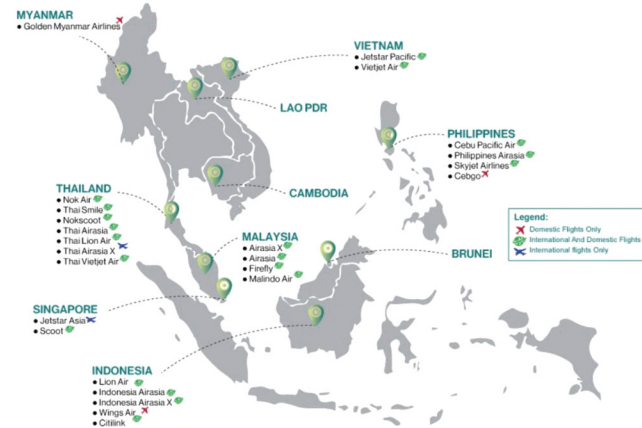 MYANMAR
• Golden Myanmar Airlines
VIETNAM
• Jetstar Pacific
• Vietjet Air
LAO PDR
PHILIPPINES
• Cebu Pacific Air
• Philippines Airasia
• Skyjet Airlines
• Cebgo
CAMBODIA
THAILAND
• Nok Air
• Thai Smile
• Nokscoot
• Thai Airasia
• Thai Lion Air
• Thai Airasia X
• Thai Vietjet Air
MALAYSIA
• Airasia X
• Airasia
• Firefly
• Malindo Air
BRUNEI
Legend:
Domestic Flights Only
International And Domestic Flights
International flights Only
SINGAPORE
• Jetstar Asia
• Scoot
INDONESIA
• Lion Air
• Indonesia Airasia
• Indonesia Airasia X
• Wings Air
• Citilink